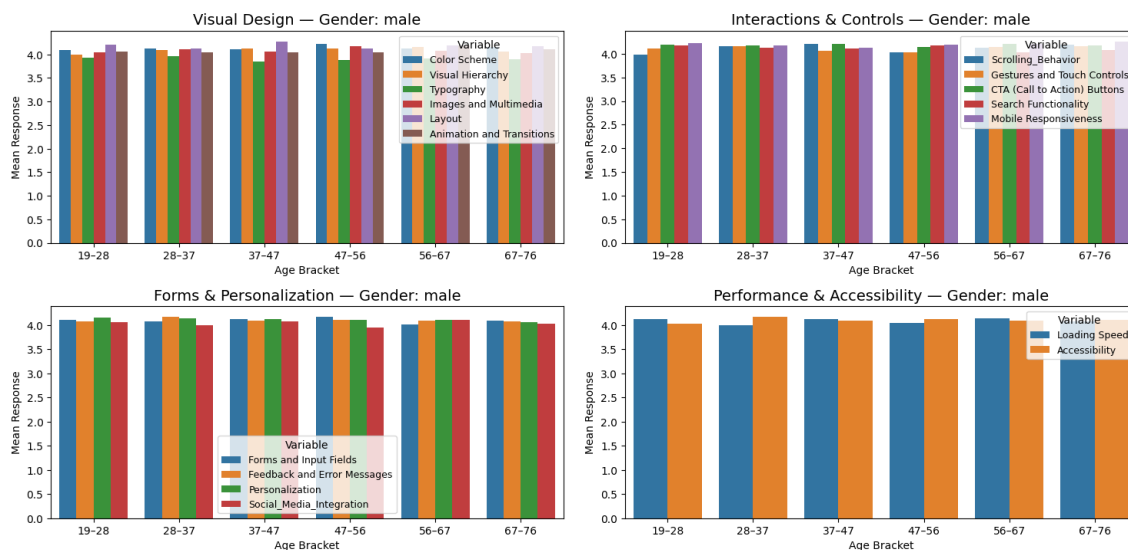 Visual Design — Gender: male
Mean Response
4.0
3.5
3.0
2.5
2.0
1.5
1.0
0.5
0.0
Variable
Color Scheme
Visual Hierarchy
Typography
Images and Multimedia
Layout
Animation and Transitions
19–28
28–37
37–47
47–56
56–67
67–76
Age Bracket
Interactions & Controls — Gender: male
Mean Response
4.0
3.5
3.0
2.5
2.0
1.5
1.0
0.5
0.0
Variable
Scrolling_Behavior
Gestures and Touch Controls
CTA (Call to Action) Buttons
Search Functionality
Mobile Responsiveness
19–28
28–37
37–47
47–56
56–67
67–76
Age Bracket
Forms & Personalization — Gender: male
Mean Response
4.0
3.5
3.0
2.5
2.0
1.5
1.0
0.5
0.0
Variable
Forms and Input Fields
Feedback and Error Messages
Personalization
Social_Media_Integration
19–28
28–37
37–47
47–56
56–67
67–76
Age Bracket
Performance & Accessibility — Gender: male
Mean Response
4.0
3.5
3.0
2.5
2.0
1.5
1.0
0.5
0.0
Variable
Loading Speed
Accessibility
19–28
28–37
37–47
47–56
56–67
67–76
Age Bracket